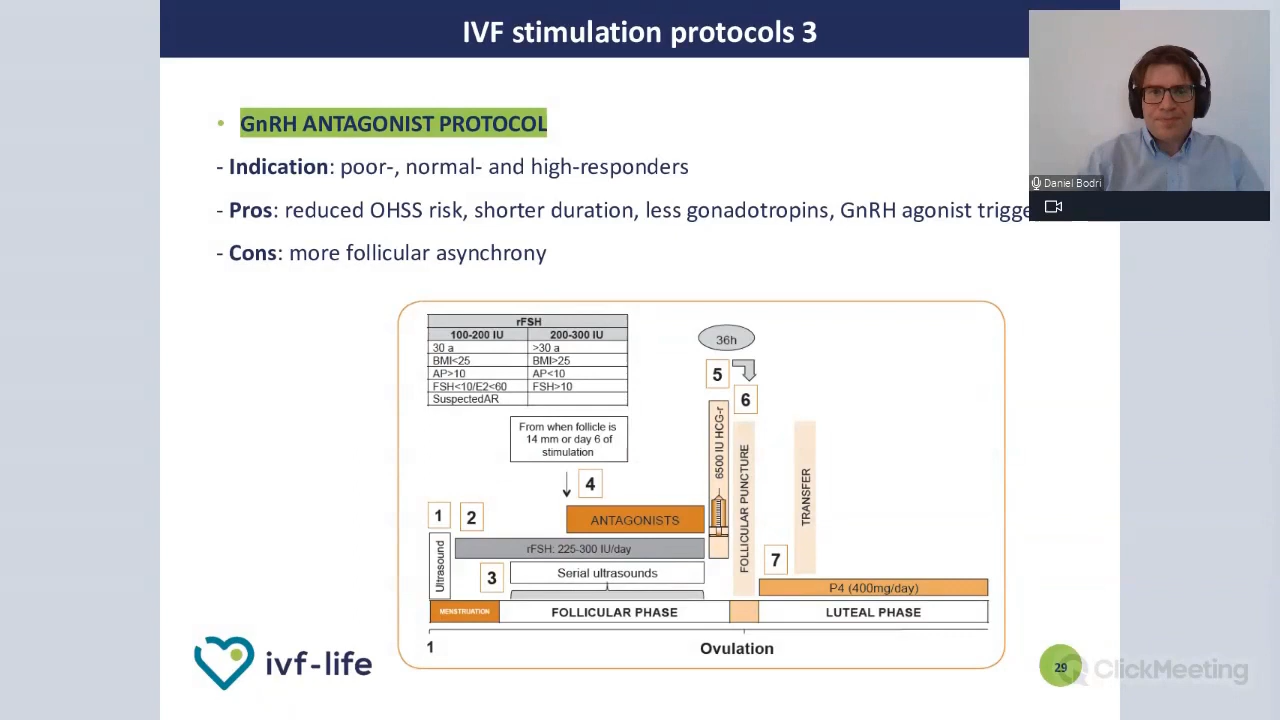 IVF stimulation protocols 3
• GnRH ANTAGONIST PROTOCOL
- Indication: poor-, normal- and high-responders
- Pros: reduced OHSS risk, shorter duration, less gonadotropins, GnRH agonist
- Cons: more follicular asynchrony
Daniel Bodri
rFSH
100-200 IU 200-300 IU
30 a >30 a
BMI<25 BMI>25
AP>10 AP<10
FSH<10/E2<60 FSH>10
SuspectedAR
36h
5
6
From when follicle is
14 mm or day 6 of
stimulation
4
6500 IU HCG-r
FOLLICULAR PUNCTURE
TRANSFER
1
2
ANTAGONISTS
Ultrasound
rFSH: 225-300 IU/day
3
Serial ultrasounds
7
P4 (400mg/day)
MENSTRUATION
FOLLICULAR PHASE
LUTEAL PHASE
1
Ovulation
ivf-life
29
ClickMeeting